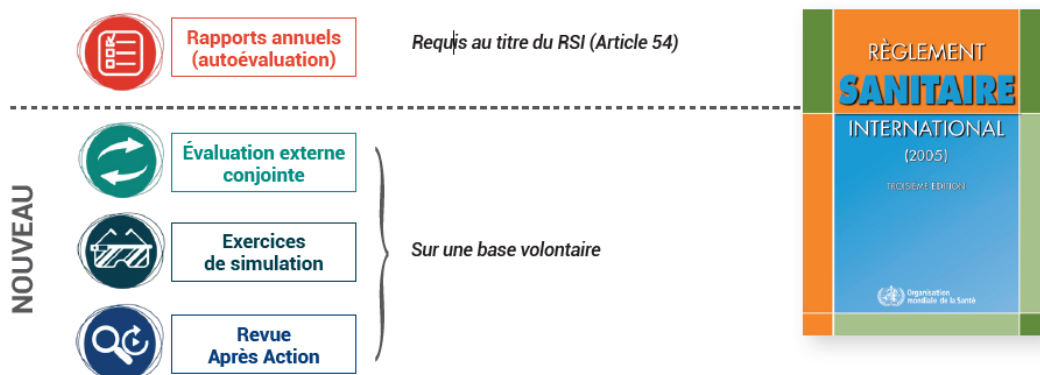 Rapports annuels
(autoévaluation)
Requis au titre du RSI (Article 54)
NOUVEAU
Évaluation externe
conjointe
Exercices
de simulation
Revue
Après Action
Sur une base volontaire
RÈGLEMENT
SANITAIRE
INTERNATIONAL
(2005)
TROISIÈME ÉDITION
Organisation
mondiale de la Santé